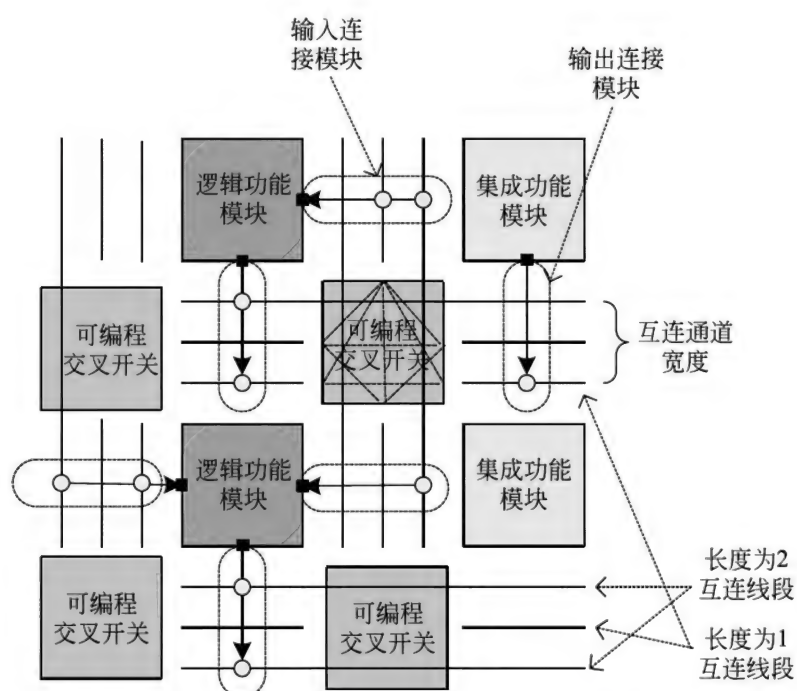 输入连
接模块
输出连接
模块
逻辑功能
模块
集成功能
模块
可编程
交叉开关
可编程
交叉开关
互连通道
宽度
逻辑功能
模块
集成功能
模块
可编程
交叉开关
可编程
交叉开关
长度为2
互连线段
长度为1
互连线段